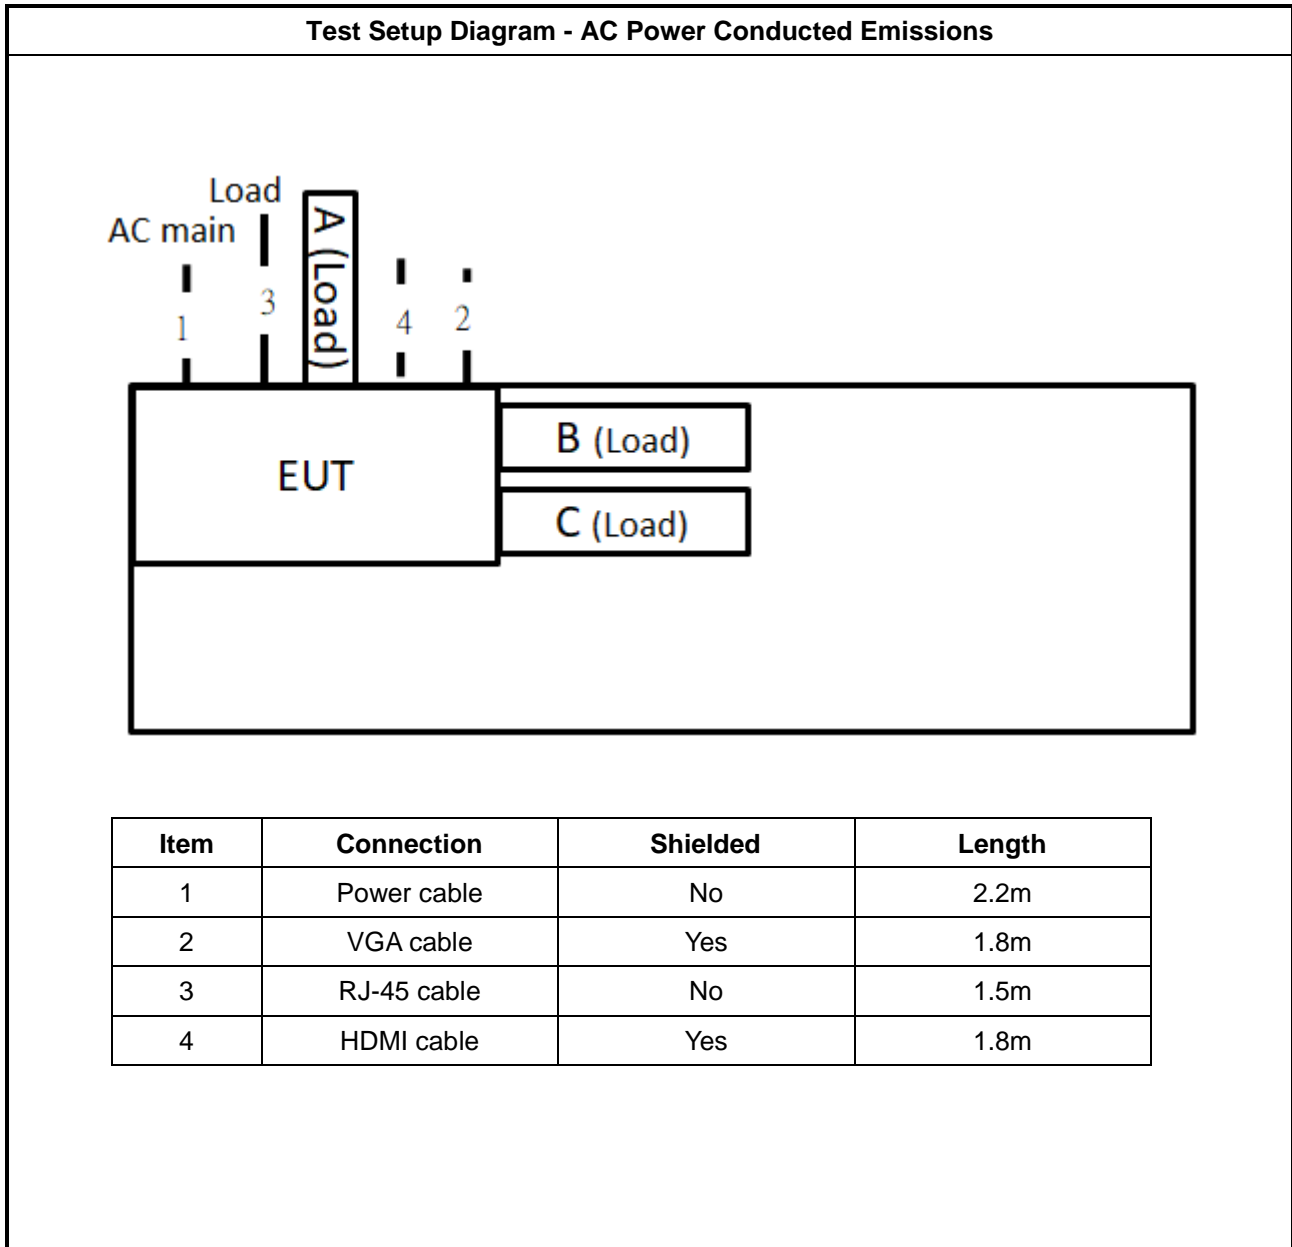 Test Setup Diagram - AC Power Conducted Emissions
Load
AC main
A (Load)
1
3
4
2
EUT
B (Load)
C (Load)
Item Connection Shielded Length
1 Power cable No 2.2m
2 VGA cable Yes 1.8m
3 RJ-45 cable No 1.5m
4 HDMI cable Yes 1.8m